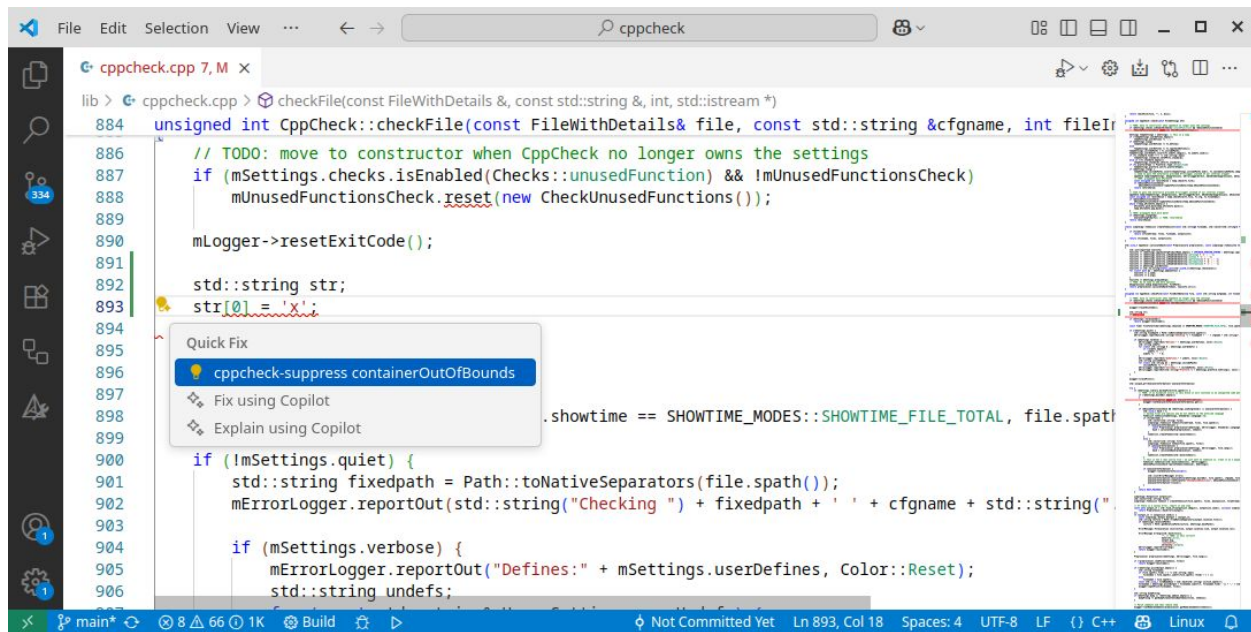 File Edit Selection View ··· ← → cppcheck
cppcheck.cpp 7, M ×
lib > cppcheck.cpp > checkFile(const FileWithDetails &, const std::string &, int, std::istream *)
884 unsigned int CppCheck::checkFile(const FileWithDetails& file, const std::string &cfgname, int fileIn
886 // TODO: move to constructor when CppCheck no longer owns the settings
887 if (mSettings.checks.isEnabled(Checks::unusedFunction) && !mUnusedFunctionsCheck)
888 mUnusedFunctionsCheck.reset(new CheckUnusedFunctions());
889
890 mLogger->resetExitCode();
891
892 std::string str;
893 str[0] = 'x';
894
Quick Fix
895
896 cppcheck-suppress containerOutOfBounds
897 Fix using Copilot
898 .showtime == SHOWTIME_MODES::SHOWTIME_FILE_TOTAL, file.spath
Explain using Copilot
899
900 if (!mSettings.quiet) {
901 std::string fixedpath = Path::toNativeSeparators(file.spath());
902 mErrorLogger.reportOut(std::string("Checking ") + fixedpath + ' ' + cfgname + std::string("
903
904 if (mSettings.verbose) {
905 mErrorLogger.reportOut("Defines:" + mSettings.userDefines, Color::Reset);
906 std::string undefs;
334
1
1
main* 8 66 1K Build Not Committed Yet Ln 893, Col 18 Spaces: 4 UTF-8 LF {} C++ Linux